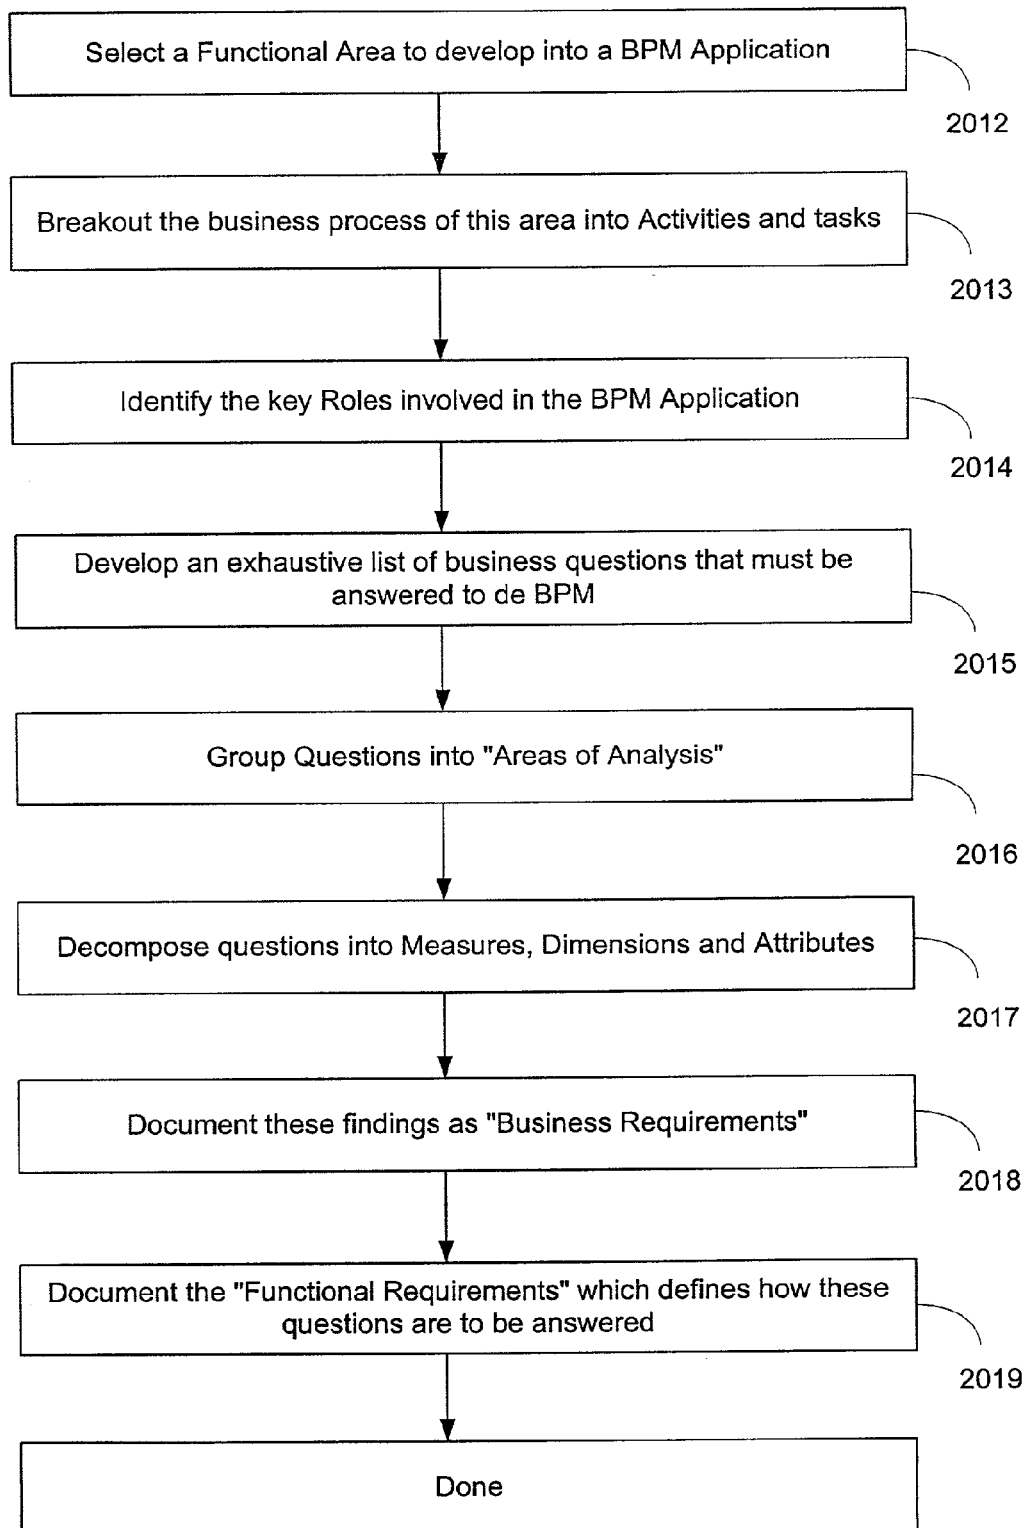 Select a Functional Area to develop into a BPM Application
2012
Breakout the business process of this area into Activities and tasks
2013
Identify the key Roles involved in the BPM Application
2014
Develop an exhaustive list of business questions that must be
answered to de BPM
2015
Group Questions into "Areas of Analysis"
2016
Decompose questions into Measures, Dimensions and Attributes
2017
Document these findings as "Business Requirements"
2018
Document the "Functional Requirements" which defines how these
questions are to be answered
2019
Done